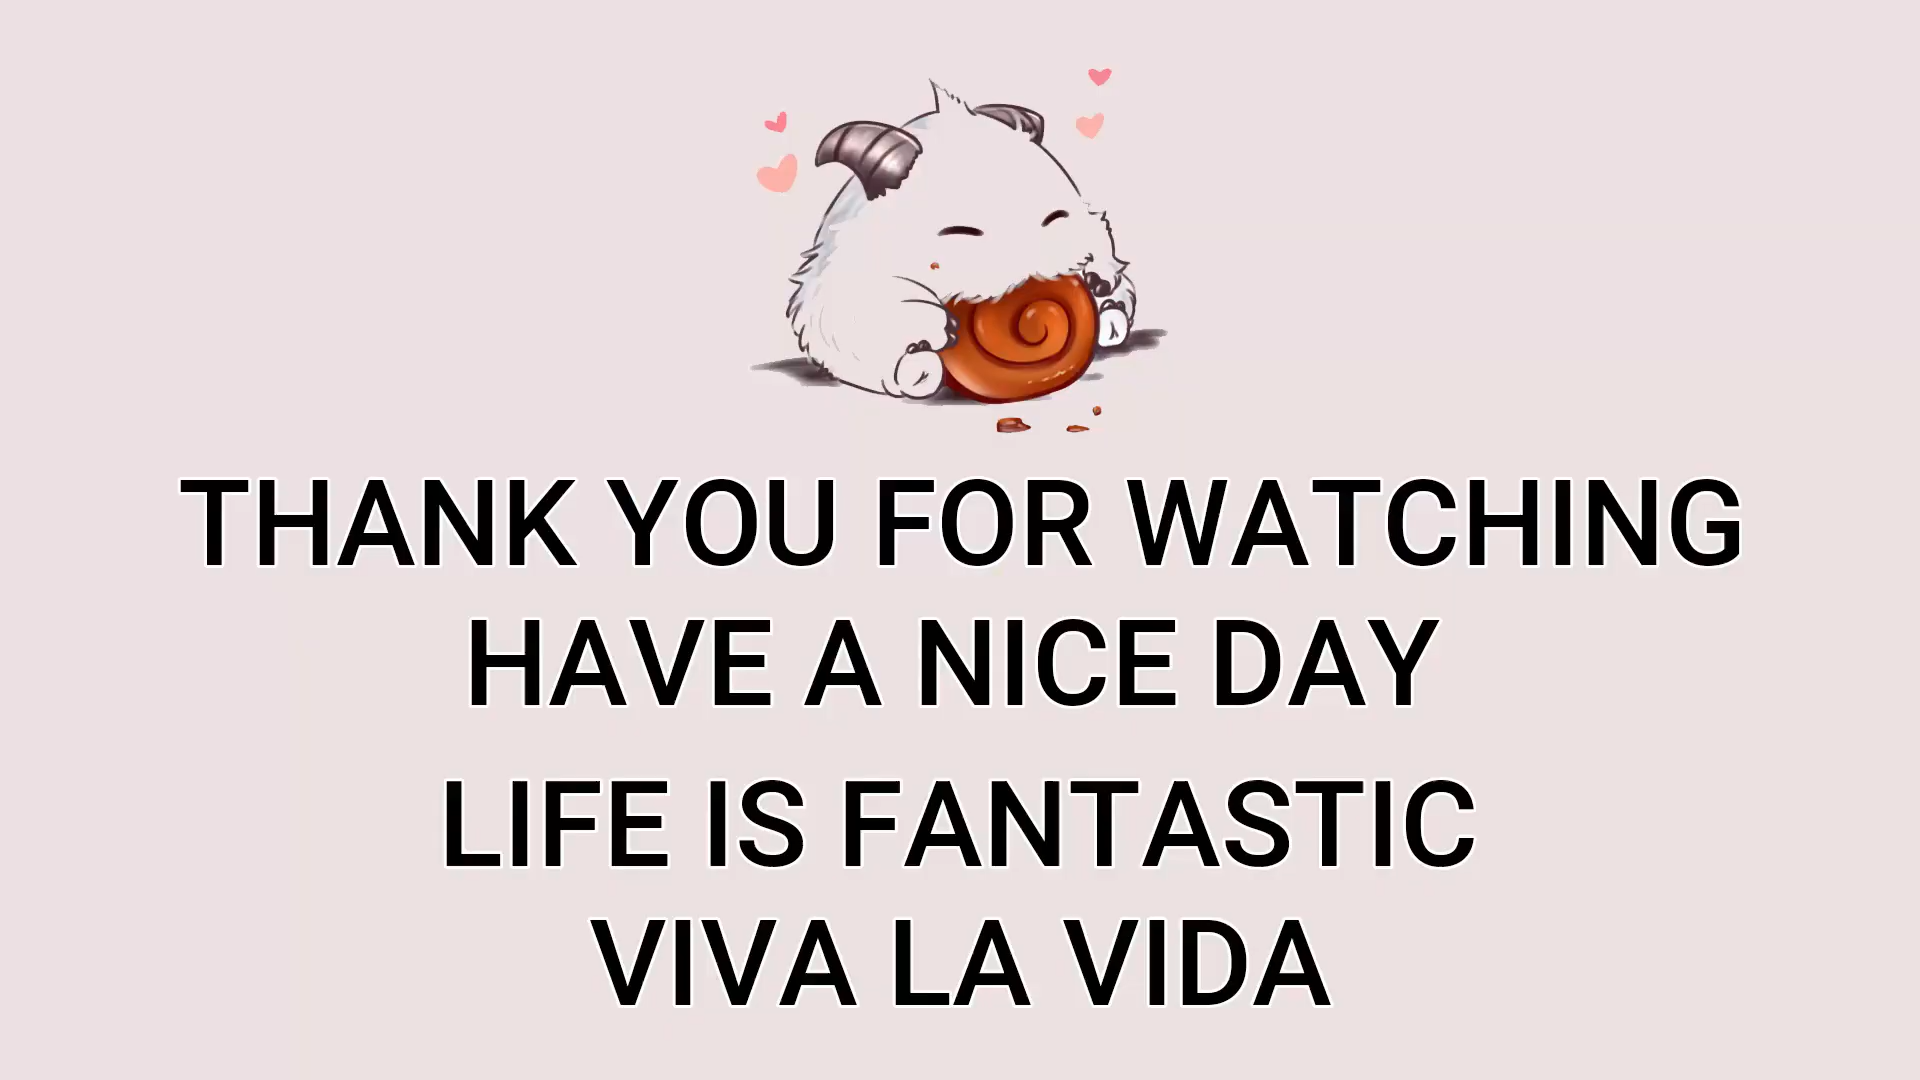 THANK YOU FOR WATCHING
HAVE A NICE DAY
LIFE IS FANTASTIC
VIVA LA VIDA